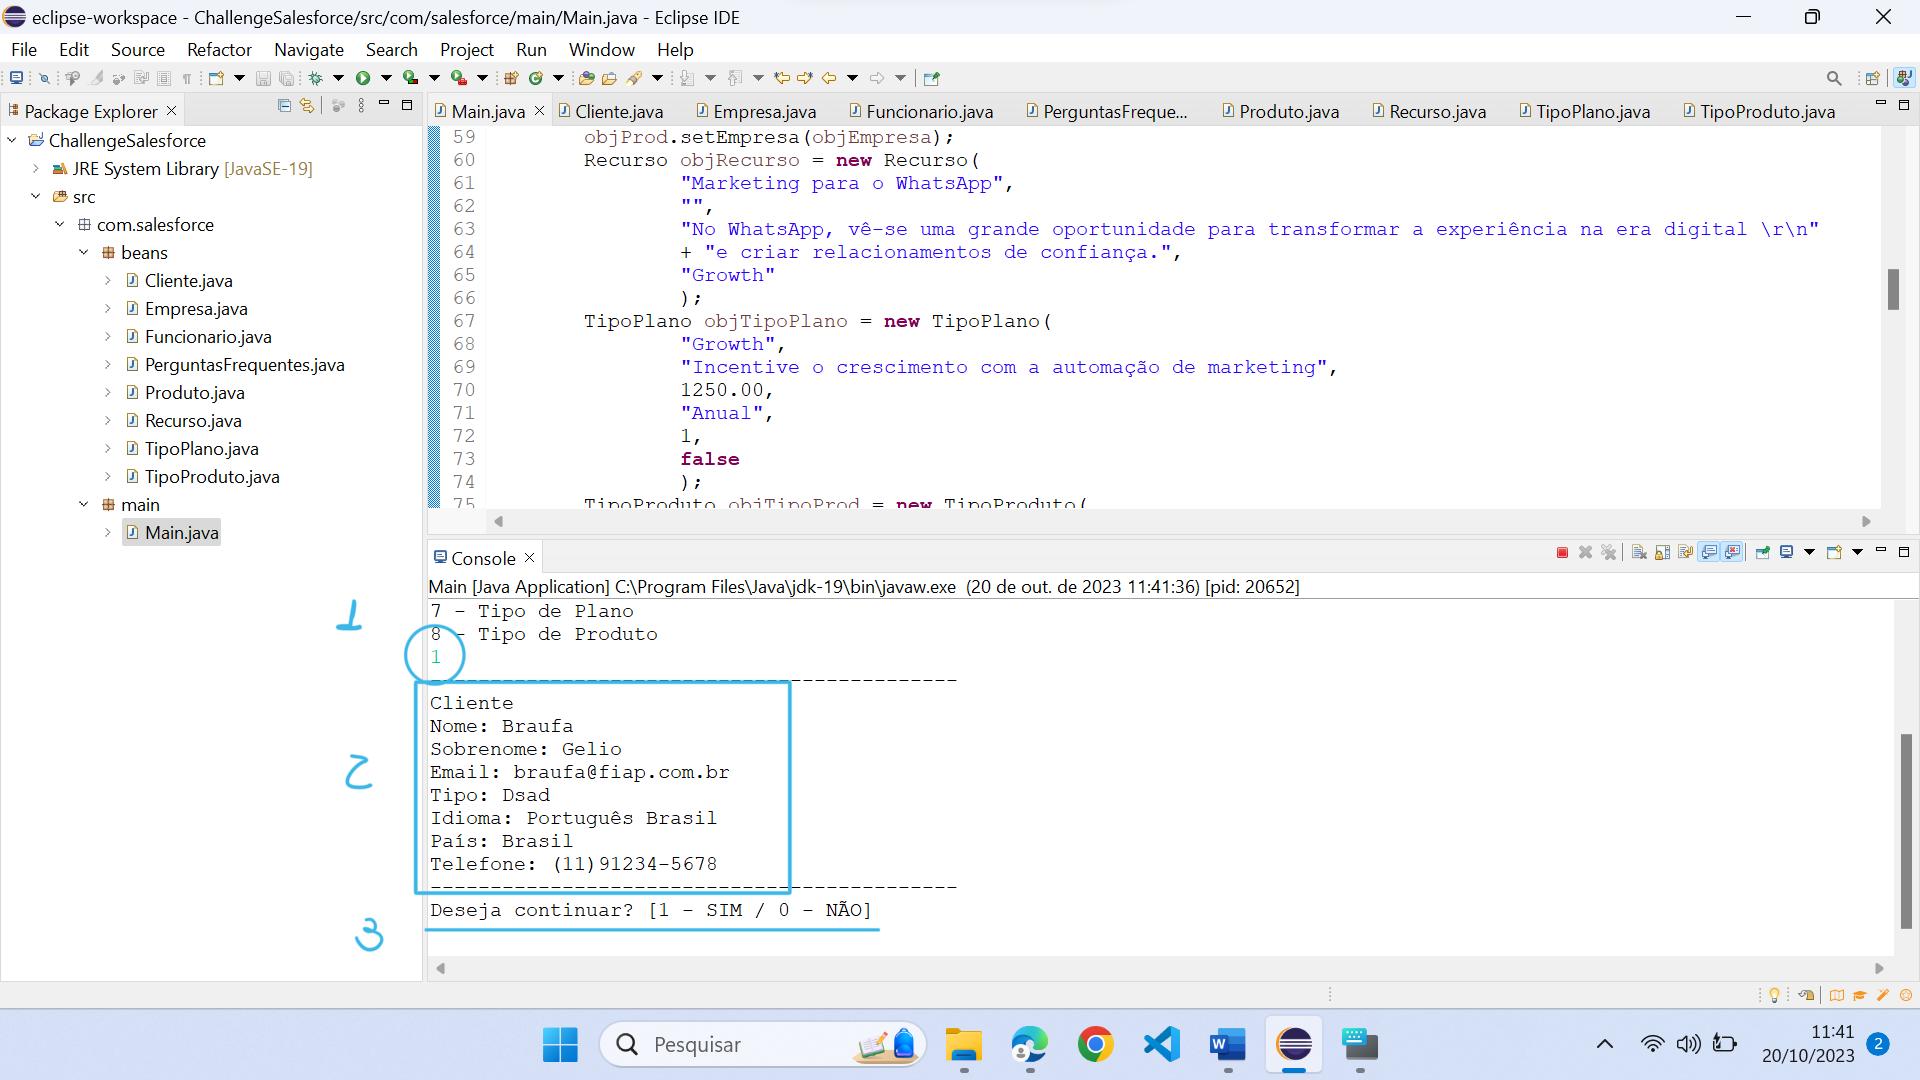 eclipse-workspace - ChallengeSalesforce/src/com/salesforce/main/Main.java - Eclipse IDE
File Edit Source Refactor Navigate Search Project Run Window Help
Package Explorer
ChallengeSalesforce
JRE System Library [JavaSE-19]
src
com.salesforce
beans
Cliente.java
Empresa.java
Funcionario.java
PerguntasFrequentes.java
Produto.java
Recurso.java
TipoPlano.java
TipoProduto.java
main
Main.java
Main.java Cliente.java Empresa.java Funcionario.java PerguntasFreque... Produto.java Recurso.java TipoPlano.java TipoProduto.java
59 objProd.setEmpresa(objEmpresa);
60 Recurso objRecurso = new Recurso(
61 "Marketing para o WhatsApp",
62 "",
63 "No WhatsApp, vê-se uma grande oportunidade para transformar a experiência na era digital \r\n"
64 + "e criar relacionamentos de confiança.",
65 "Growth"
66 );
67 TipoPlano objTipoPlano = new TipoPlano(
68 "Growth",
69 "Incentive o crescimento com a automação de marketing",
70 1250.00,
71 "Anual",
72 1,
73 false
74 );
75 TipoProduto objTipoProd = new TipoProduto(
Console
Main [Java Application] C:\Program Files\Java\jdk-19\bin\javaw.exe (20 de out. de 2023 11:41:36) [pid: 20652]
7 - Tipo de Plano
8 - Tipo de Produto
1
1
--------------------------------------------
2
Cliente
Nome: Braufa
Sobrenome: Gelio
Email: braufa@fiap.com.br
Tipo: Dsad
Idioma: Português Brasil
País: Brasil
Telefone: (11)91234-5678
--------------------------------------------
3
Deseja continuar? [1 - SIM / 0 - NÃO]
Pesquisar
11:41
20/10/2023
2